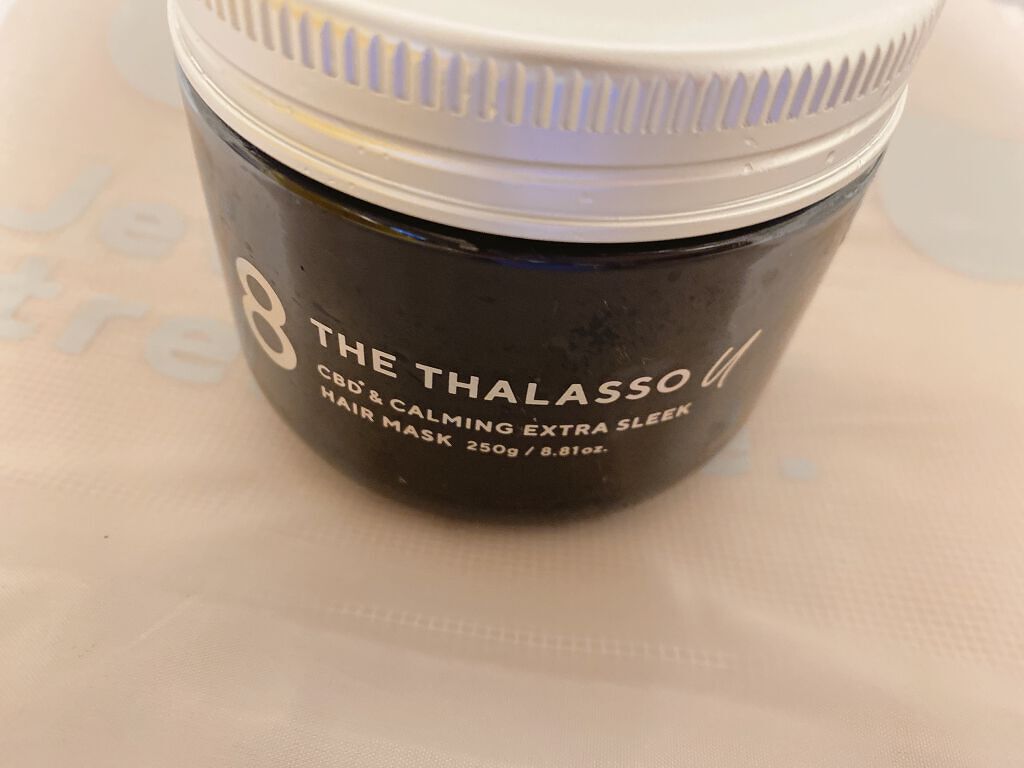 8 THE THALASSO u
CBD* & CALMING EXTRA SLEEK
HAIR MASK 250g / 8.81oz.